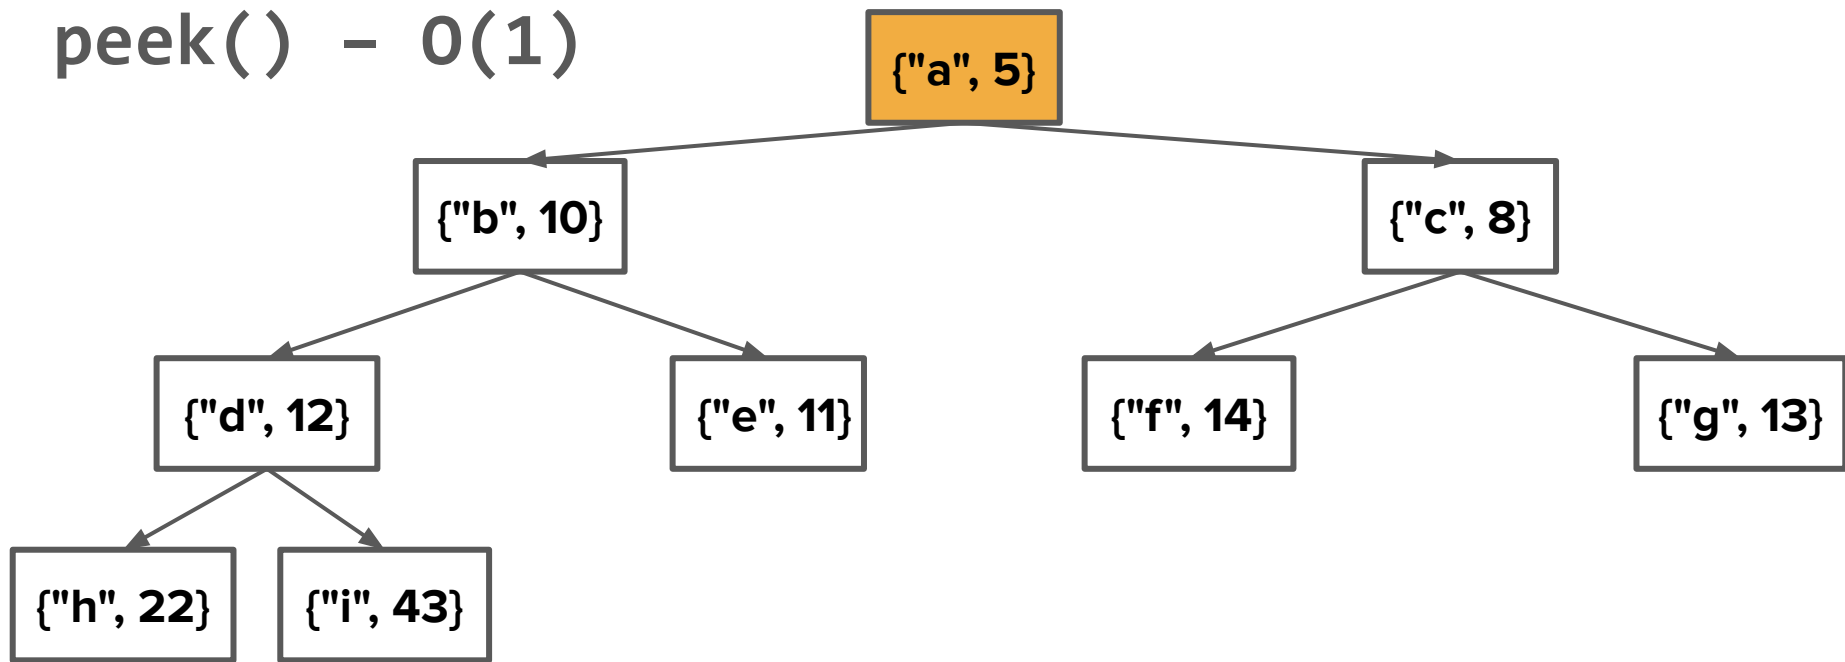 peek() - O(1)
{"a", 5}
{"b", 10}
{"c", 8}
{"d", 12}
{"e", 11}
{"f", 14}
{"g", 13}
{"h", 22}
{"i", 43}